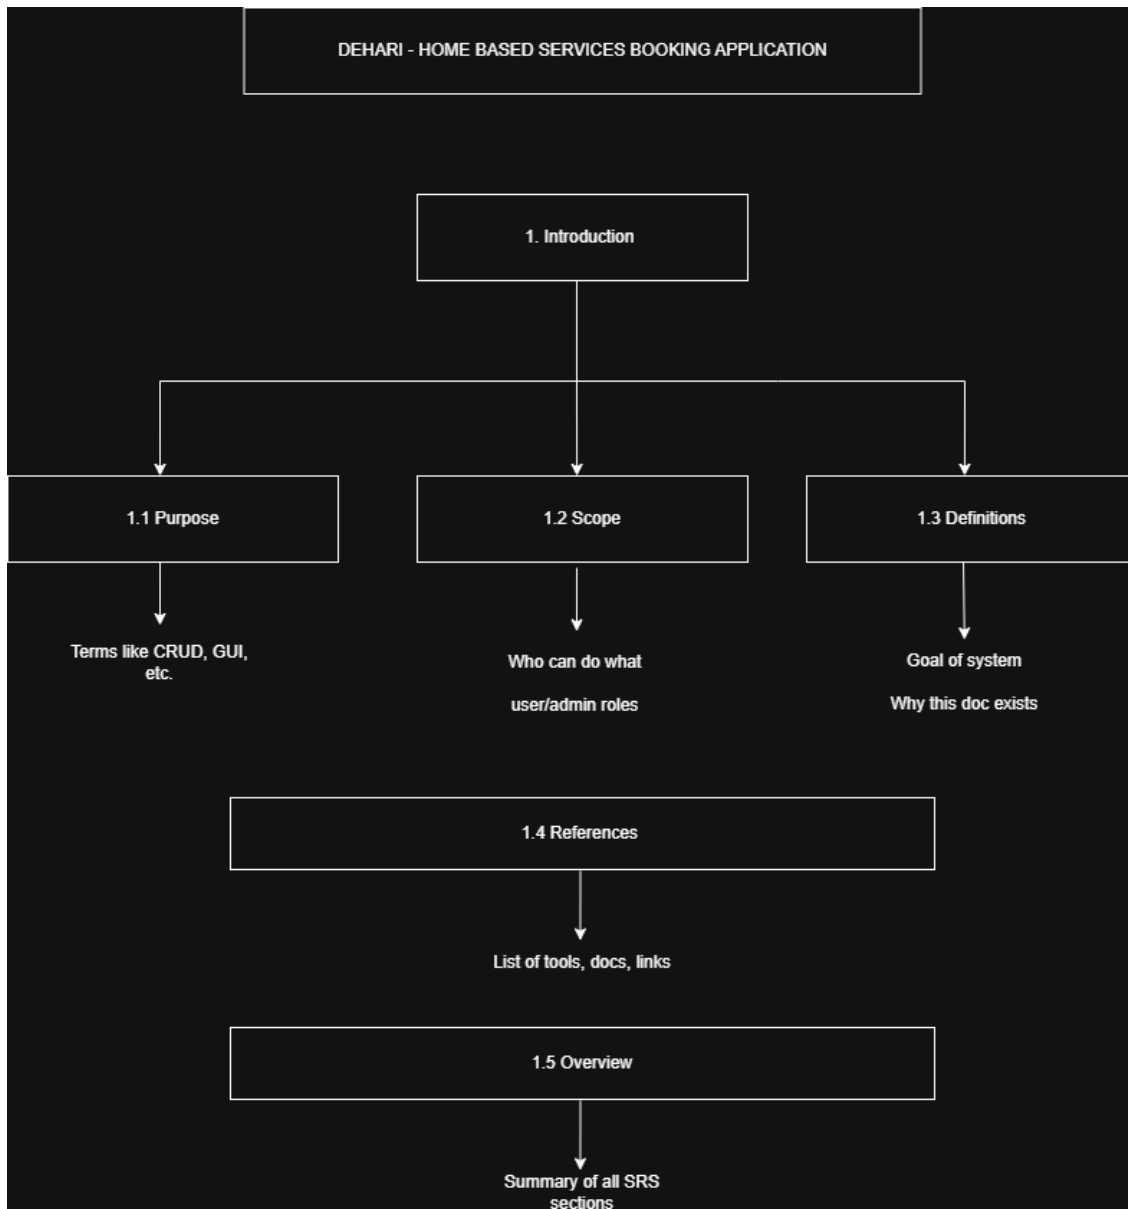 DEHARI - HOME BASED SERVICES BOOKING APPLICATION
1. Introduction
1.1 Purpose
1.2 Scope
1.3 Definitions
Terms like CRUD, GUI,
etc.
Who can do what
user/admin roles
Goal of system
Why this doc exists
1.4 References
List of tools, docs, links
1.5 Overview
Summary of all SRS
sections